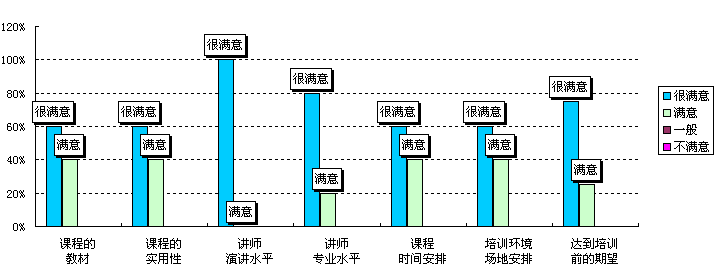 120%
100%
80%
60%
40%
20%
0%
很满意
满意
很满意
满意
很满意
满意
很满意
满意
很满意
满意
很满意
满意
很满意
满意
课程的
教材
课程的
实用性
讲师
演讲水平
讲师
专业水平
课程
时间安排
培训环境
场地安排
达到培训
前的期望
很满意
满意
一般
不满意